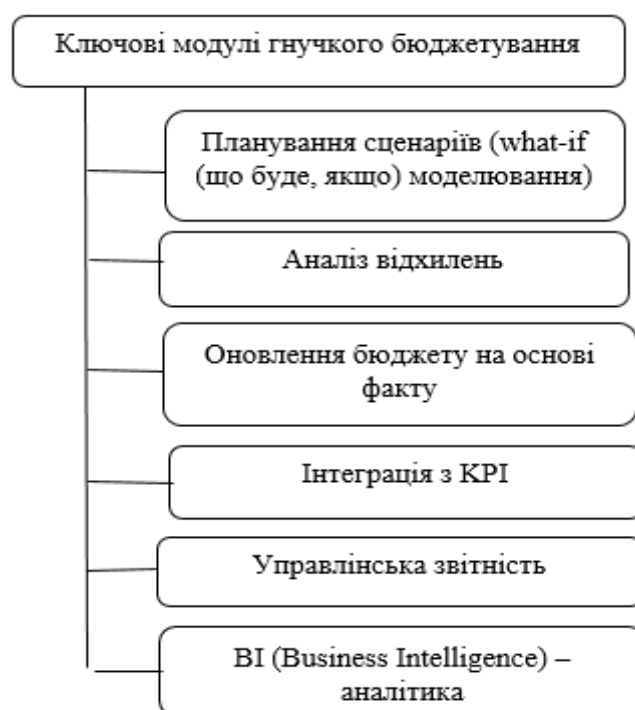 Ключові модулі гнучкого бюджетування
Планування сценаріїв (what-if
(що буде, якщо) моделювання)
Аналіз відхилень
Оновлення бюджету на основі
факту
Інтеграція з KPI
Управлінська звітність
BI (Business Intelligence) –
аналітика